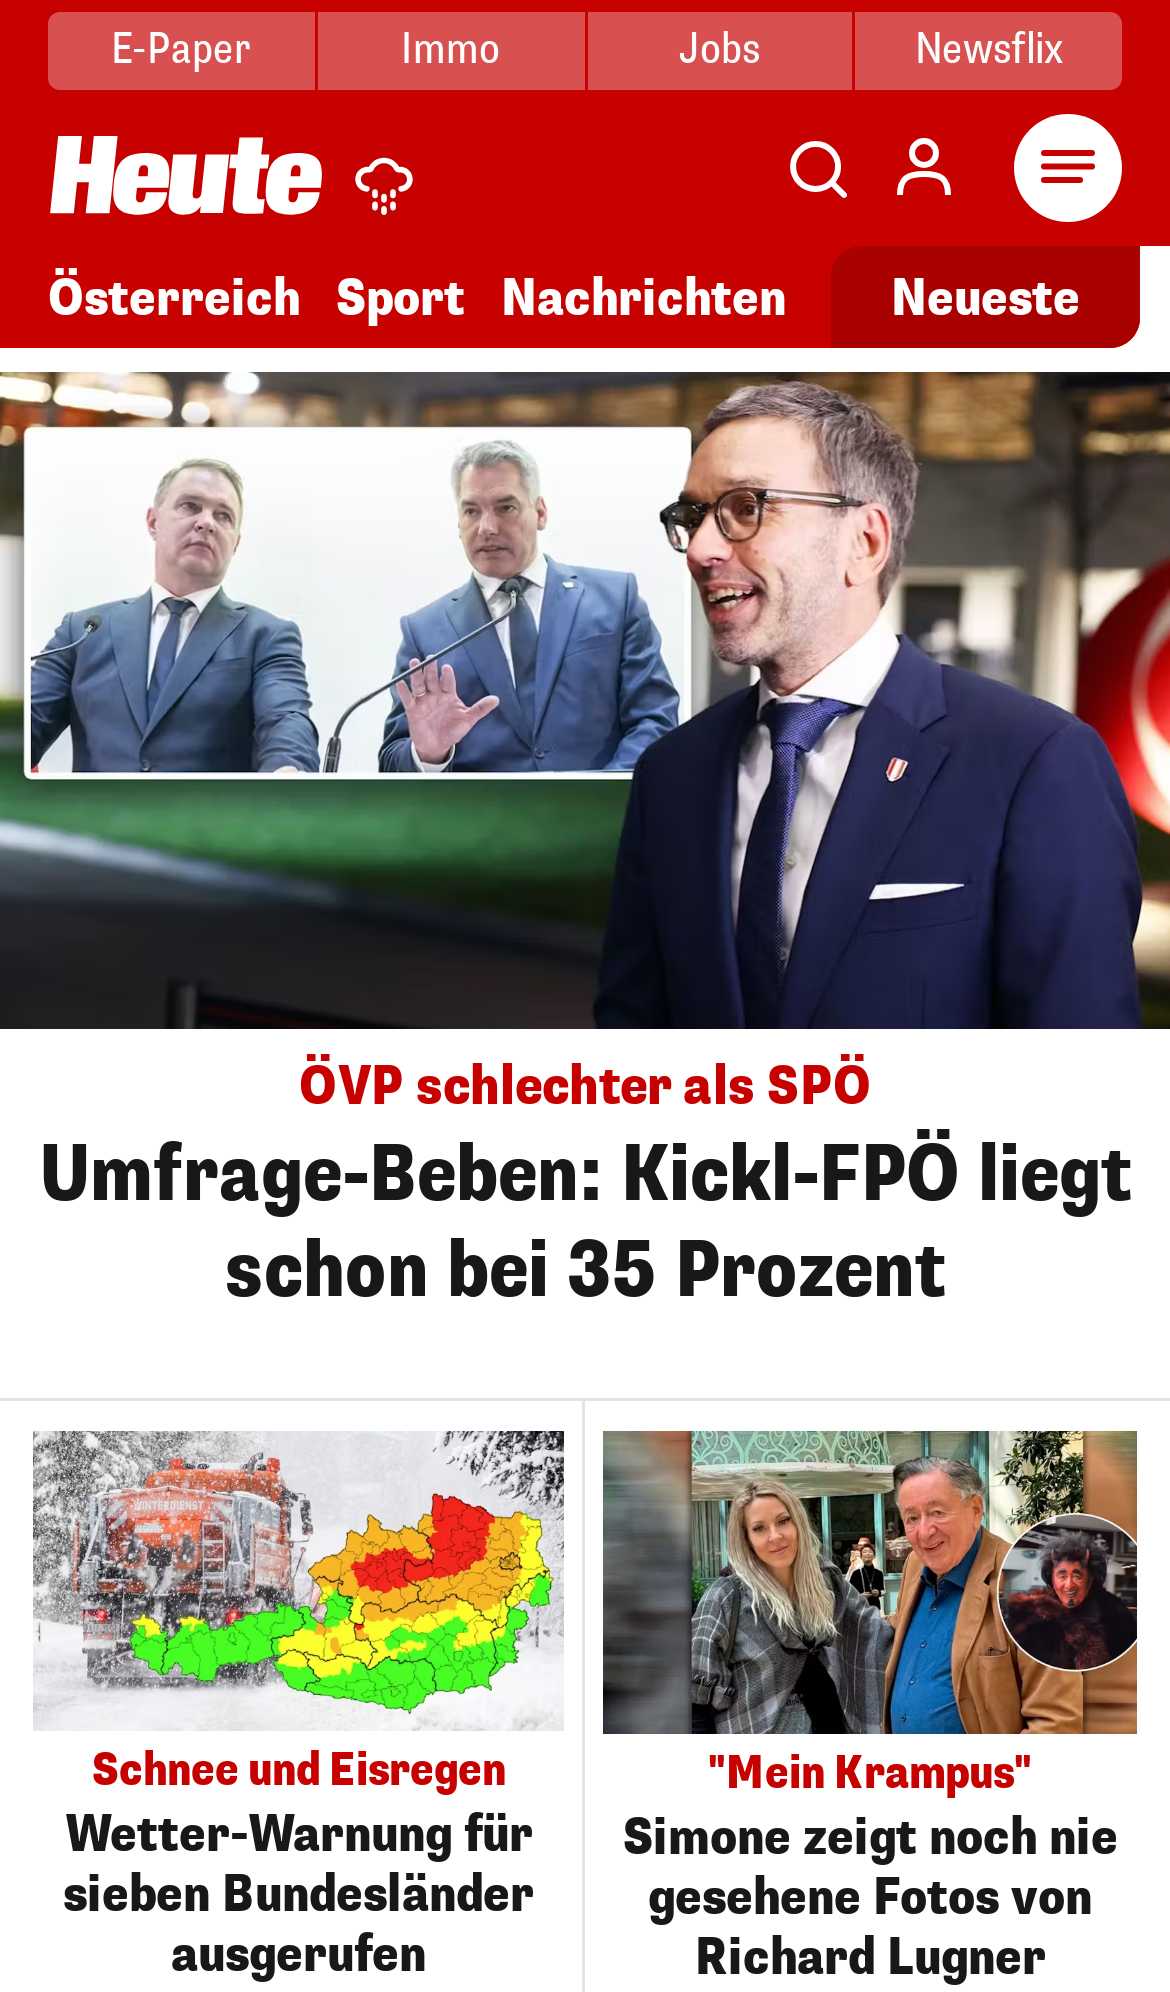 E-Paper
Immo
Jobs
Newsflix
Heute
Österreich
Sport
Nachrichten
Neueste
ÖVP schlechter als SPÖ
Umfrage-Beben: Kickl-FPÖ liegt
schon bei 35 Prozent
WINTERDIENST
Schnee und Eisregen
Wetter-Warnung für
sieben Bundesländer
ausgerufen
"Mein Krampus"
Simone zeigt noch nie
gesehene Fotos von
Richard Lugner